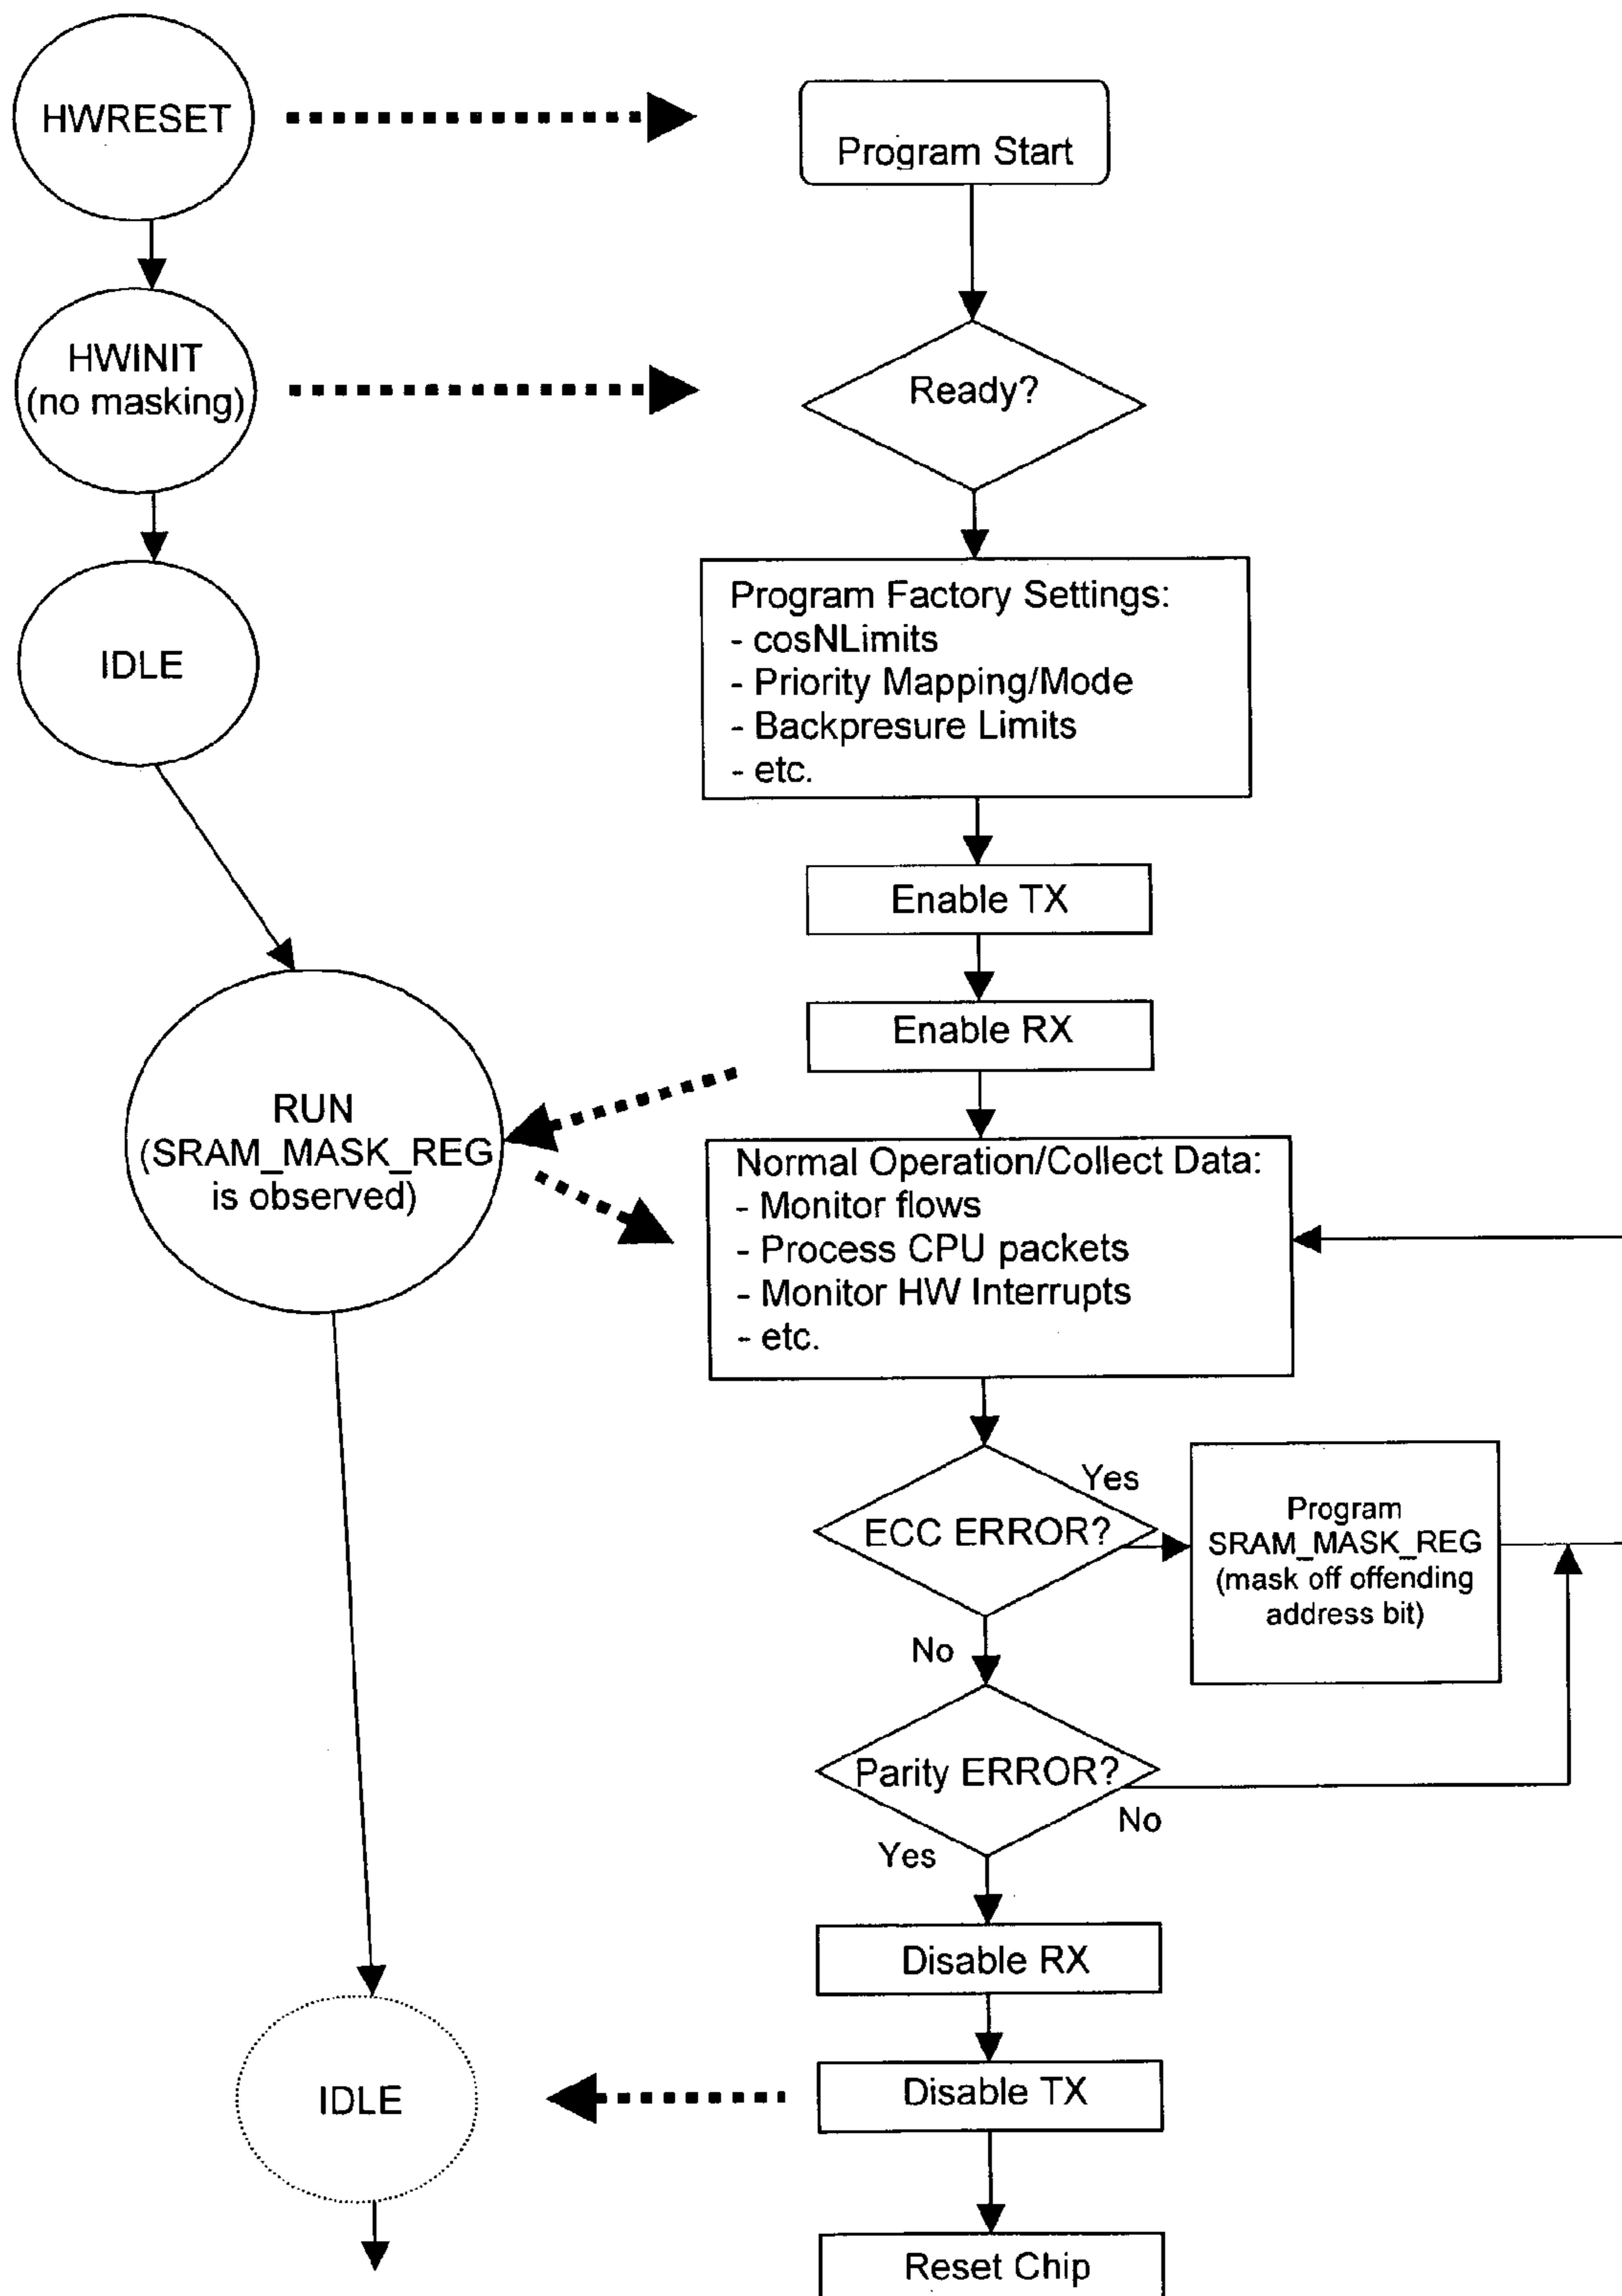 HWRESET
Program Start
HWINIT
(no masking)
Ready?
IDLE
Program Factory Settings:
- cosNLimits
- Priority Mapping/Mode
- Backpresure Limits
- etc.
Enable TX
Enable RX
RUN
(SRAM_MASK_REG
is observed)
Normal Operation/Collect Data:
- Monitor flows
- Process CPU packets
- Monitor HW Interrupts
- etc.
ECC ERROR?
Yes
Program
SRAM_MASK_REG
(mask off offending
address bit)
No
Parity ERROR?
No
Yes
Disable RX
IDLE
Disable TX
Reset Chip